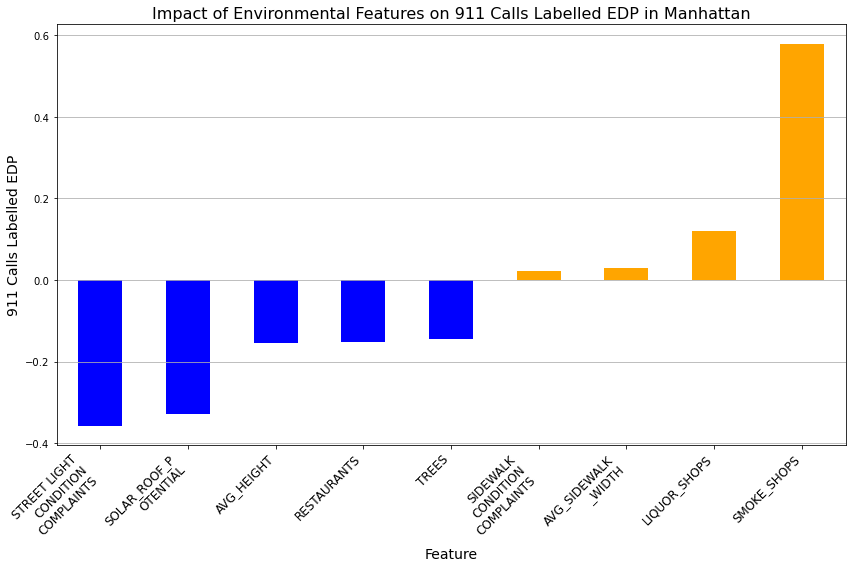 Impact of Environmental Features on 911 Calls Labelled EDP in Manhattan
911 Calls Labelled EDP
0.6
0.4
0.2
0.0
−0.2
−0.4
STREET LIGHT
CONDITION
COMPLAINTS
SOLAR_ROOF_P
OTENTIAL
AVG_HEIGHT
RESTAURANTS
TREES
SIDEWALK
CONDITION
COMPLAINTS
AVG_SIDEWALK
_WIDTH
LIQUOR_SHOPS
SMOKE_SHOPS
Feature